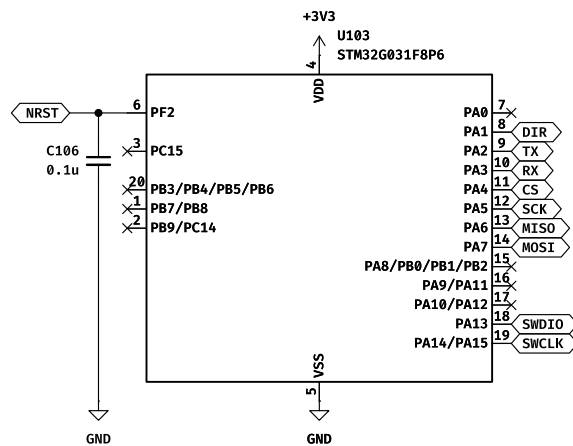 +3V3
U103
STM32G031F8P6
4
VDD
NRST
6 PF2
C106
0.1u
3 PC15
20 PB3/PB4/PB5/PB6
1 PB7/PB8
2 PB9/PC14
PA0 7
PA1 8 DIR
PA2 9 TX
PA3 10 RX
PA4 11 CS
PA5 12 SCK
PA6 13 MISO
PA7 14 MOSI
PA8/PB0/PB1/PB2 15
PA9/PA11 16
PA10/PA12 17
PA13 18 SWDIO
PA14/PA15 19 SWCLK
VSS
5
GND
GND